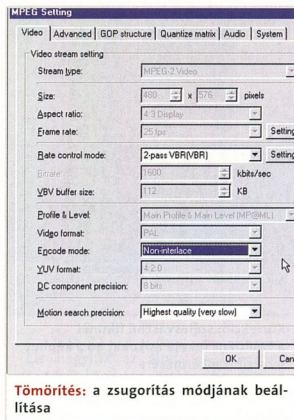 MPEG Setting
Video Advanced GOP structure Quantize matrix Audio System
Video stream setting
Stream type: MPEG-2 Video
Size: 480 x 576 pixels
Aspect ratio: 4:3 Display
Frame rate: 25 fps Setting
Rate control mode: 2-pass VBR(VBR) Setting
Bitrate: 1600 kbits/sec
VBV buffer size: 112 KB
Profile & Level: Main Profile & Main Level (MP@ML)
Video format: PAL
Encode mode: Non-interlace
YUV format: 4:2:0
DC component precision: 8 bits
Motion search precision: Highest quality (very slow)
OK Can
Tömörítés: a zsugorítás módjának beál-
lítása